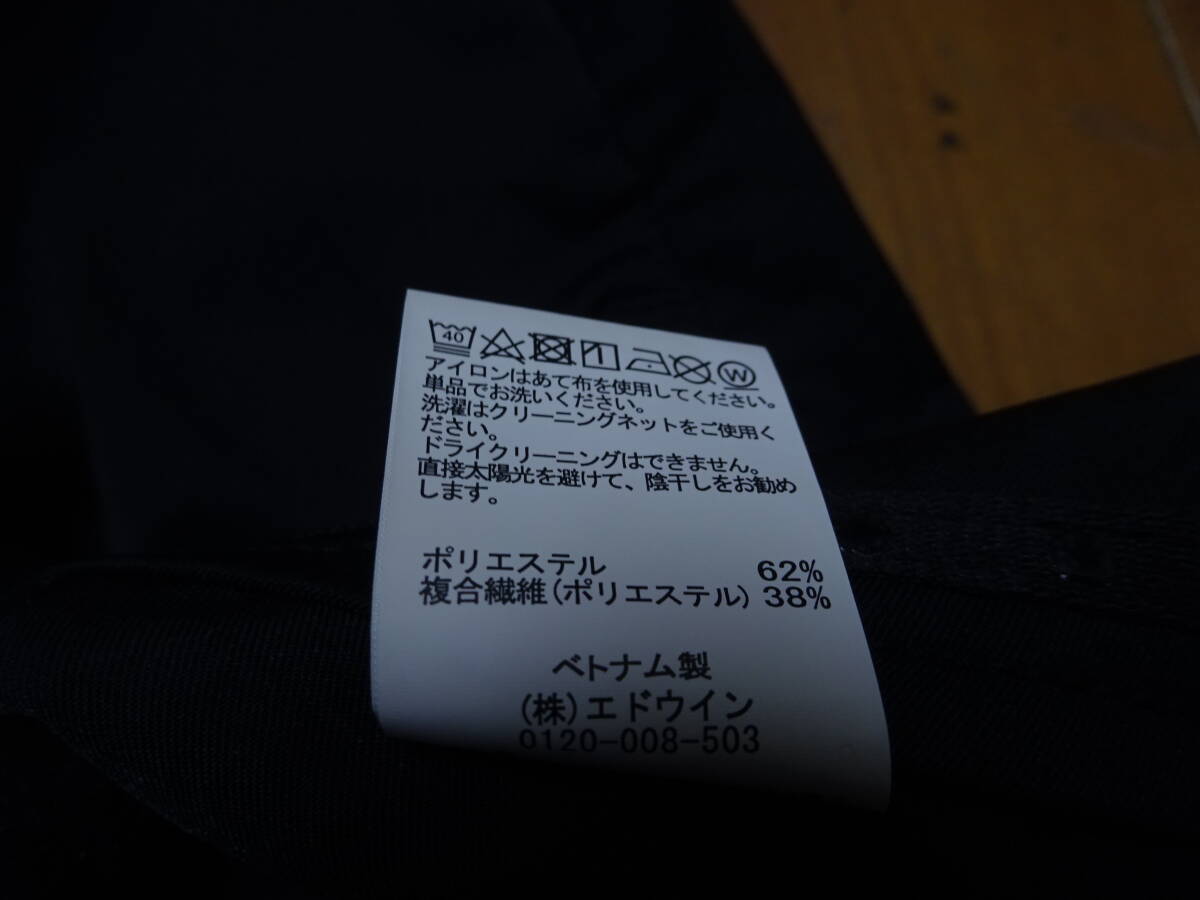 40
W
アイロンはあて布を使用してください。
単品でお洗いください。
洗濯はクリーニングネットをご使用く
ださい。
ドライクリーニングはできません。
直接太陽光を避けて、陰干しをお勧め
します。
ポリエステル 62%
複合繊維(ポリエステル) 38%
ベトナム製
(株)エドウイン
0120-008-503